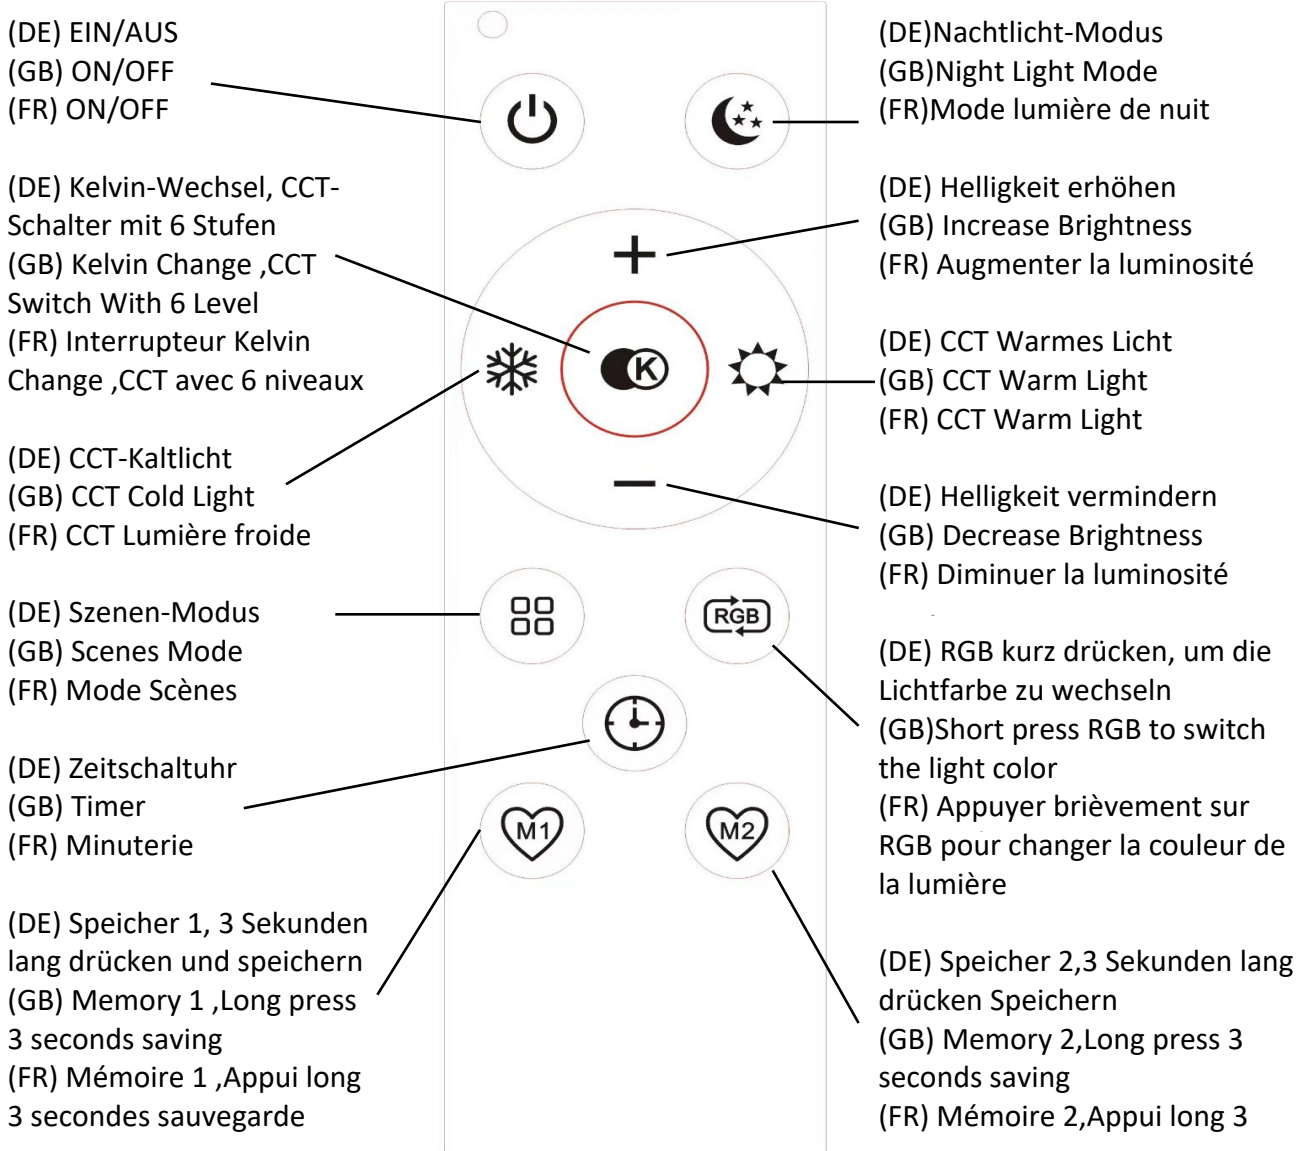 (DE) EIN/AUS
(GB) ON/OFF
(FR) ON/OFF
(DE) Kelvin-Wechsel, CCT-
Schalter mit 6 Stufen
(GB) Kelvin Change ,CCT
Switch With 6 Level
(FR) Interrupteur Kelvin
Change ,CCT avec 6 niveaux
(DE) CCT-Kaltlicht
(GB) CCT Cold Light
(FR) CCT Lumière froide
(DE) Szenen-Modus
(GB) Scenes Mode
(FR) Mode Scènes
(DE) Zeitschaltuhr
(GB) Timer
(FR) Minuterie
(DE) Speicher 1, 3 Sekunden
lang drücken und speichern
(GB) Memory 1 ,Long press
3 seconds saving
(FR) Mémoire 1 ,Appui long
3 secondes sauvegarde
K
RGB
M1
M2
(DE)Nachtlicht-Modus
(GB)Night Light Mode
(FR)Mode lumière de nuit
(DE) Helligkeit erhöhen
(GB) Increase Brightness
(FR) Augmenter la luminosité
(DE) CCT Warmes Licht
(GB) CCT Warm Light
(FR) CCT Warm Light
(DE) Helligkeit vermindern
(GB) Decrease Brightness
(FR) Diminuer la luminosité
(DE) RGB kurz drücken, um die
Lichtfarbe zu wechseln
(GB)Short press RGB to switch
the light color
(FR) Appuyer brièvement sur
RGB pour changer la couleur de
la lumière
(DE) Speicher 2,3 Sekunden lang
drücken Speichern
(GB) Memory 2,Long press 3
seconds saving
(FR) Mémoire 2,Appui long 3